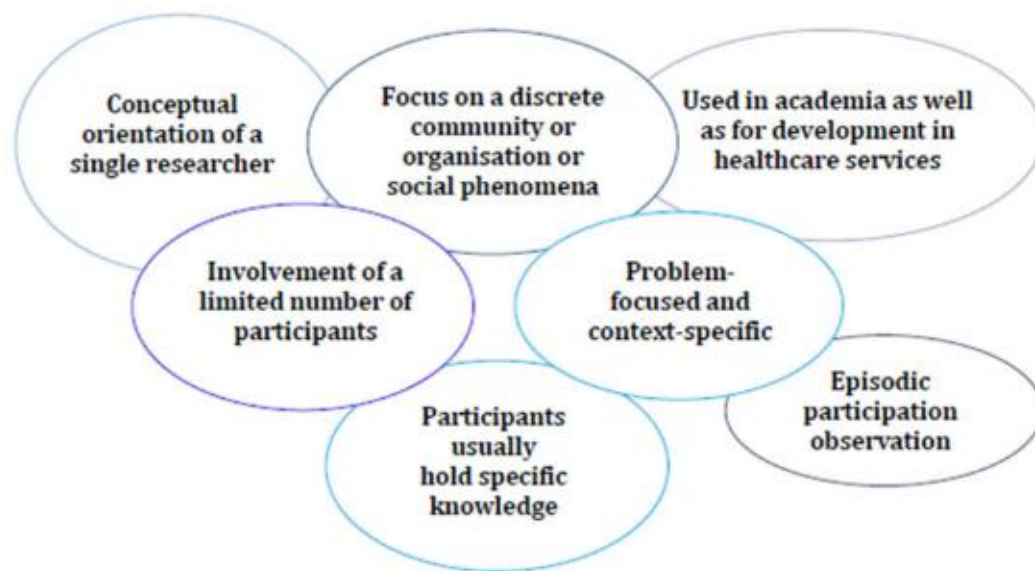 Conceptual
orientation of a
single researcher
Focus on a discrete
community or
organisation or
social phenomena
Used in academia as well
as for development in
healthcare services
Involvement of a
limited number of
participants
Problem-
focused and
context-specific
Participants
usually
hold specific
knowledge
Episodic
participation
observation